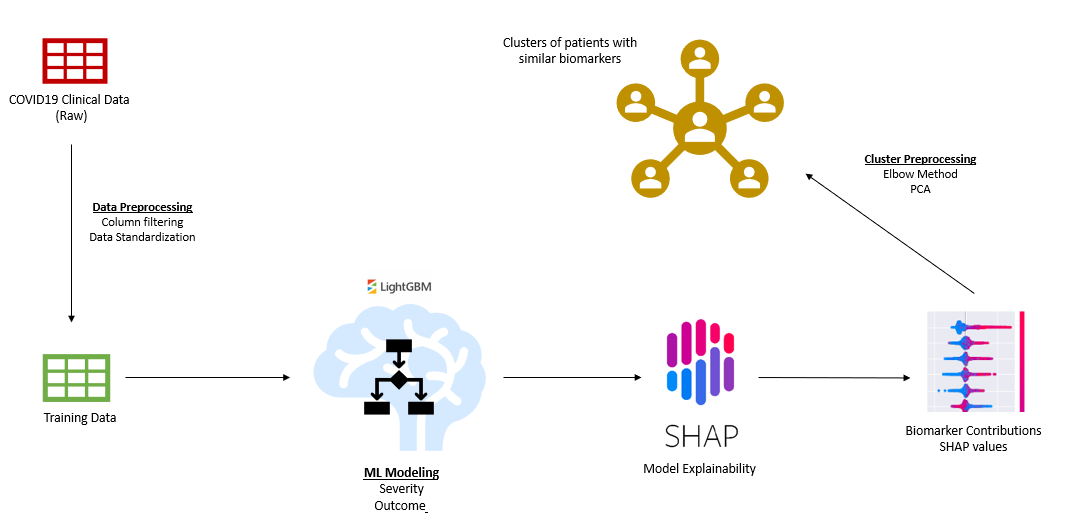 COVID19 Clinical Data
(Raw)
Data Preprocessing
Column filtering
Data Standardization
Training Data
LightGBM
ML Modeling
Severity
Outcome
SHAP
Model Explainability
Biomarker Contributions
SHAP values
Cluster Preprocessing
Elbow Method
PCA
Clusters of patients with
similar biomarkers